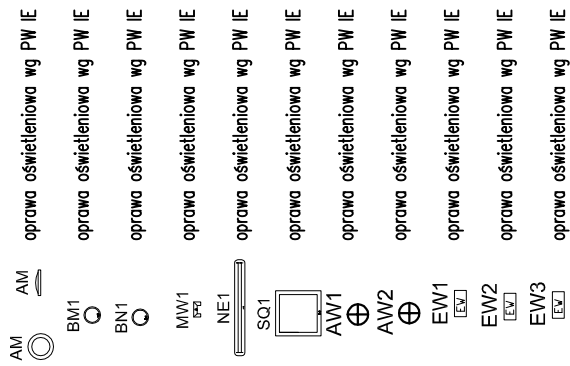 AM AM oprawa oświetleniowa wg PW IE
BM1 oprawa oświetleniowa wg PW IE
BN1 oprawa oświetleniowa wg PW IE
MW1 oprawa oświetleniowa wg PW IE
NE1 oprawa oświetleniowa wg PW IE
SQ1 oprawa oświetleniowa wg PW IE
AW1 oprawa oświetleniowa wg PW IE
AW2 oprawa oświetleniowa wg PW IE
EW1 oprawa oświetleniowa wg PW IE
EW
EW2 oprawa oświetleniowa wg PW IE
EW
EW3 oprawa oświetleniowa wg PW IE
EW